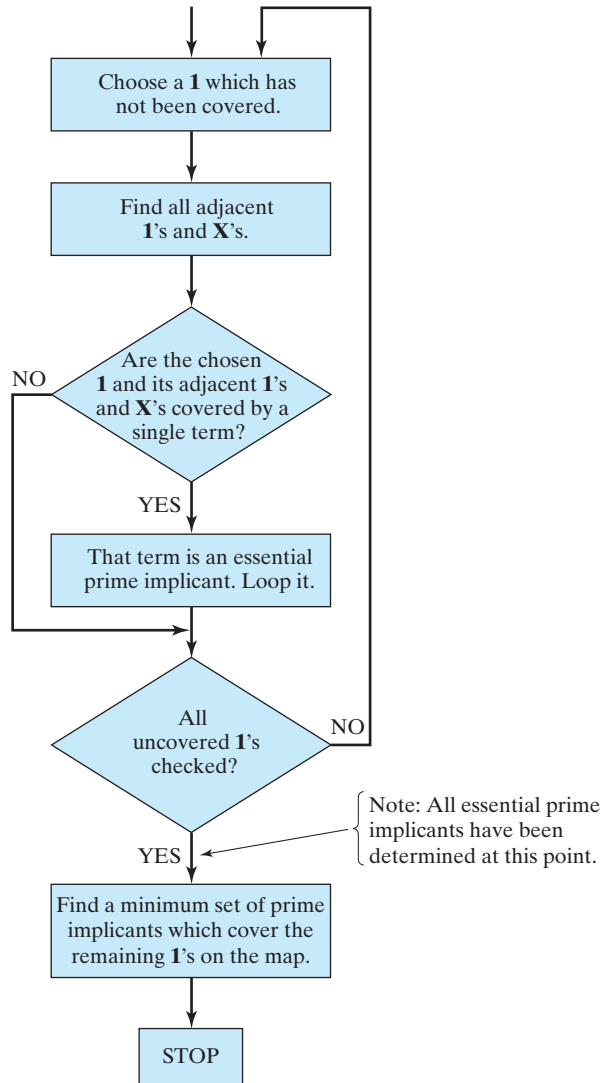 Choose a 1 which has
not been covered.
Find all adjacent
1's and X's.
Are the chosen
1 and its adjacent 1's
and X's covered by a
single term?
NO
YES
That term is an essential
prime implicant. Loop it.
All
uncovered 1's
checked?
NO
Note: All essential prime
implicants have been
determined at this point.
YES
Find a minimum set of prime
implicants which cover the
remaining 1's on the map.
STOP